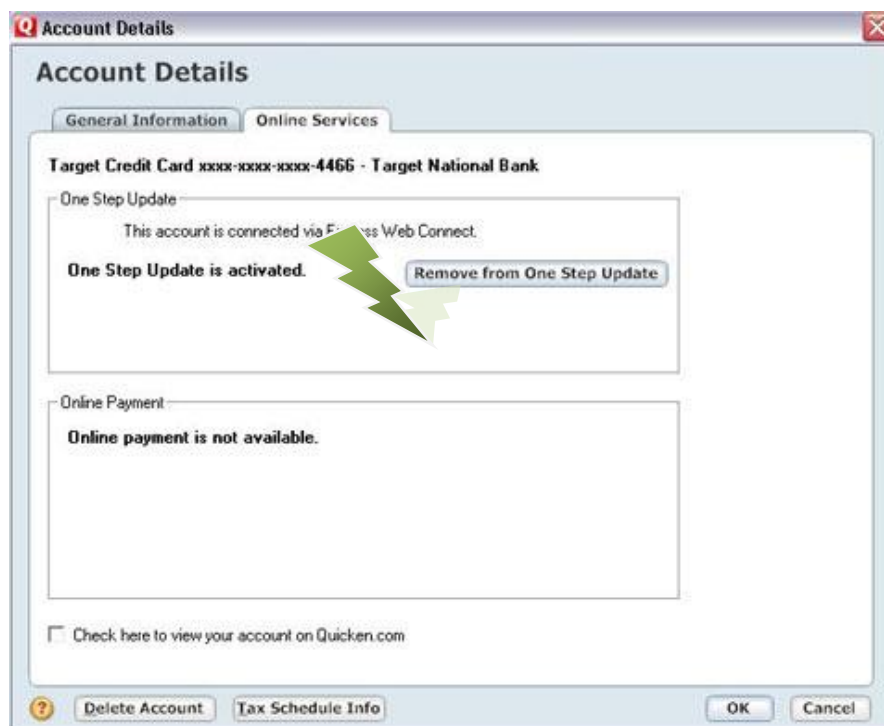 Q Account Details
Account Details
General Information Online Services
Target Credit Card xxxx-xxxx-xxxx-4466 - Target National Bank
One Step Update
This account is connected via Web Connect.
One Step Update is activated. Remove from One Step Update
Online Payment
Online payment is not available.
Check here to view your account on Quicken.com
? Delete Account Tax Schedule Info OK Cancel